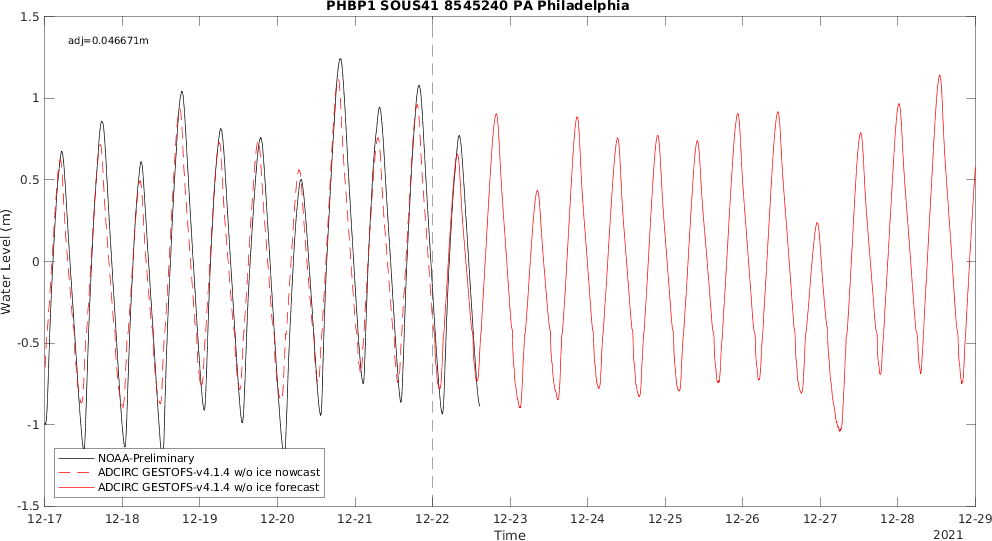 PHBP1 SOUS41 8545240 PA Philadelphia
adj=0.046671m
Water Level (m)
1.5
1
0.5
0
-0.5
-1
-1.5
NOAA-Preliminary
ADCIRC GESTOFS-v4.1.4 w/o ice nowcast
ADCIRC GESTOFS-v4.1.4 w/o ice forecast
12-17 12-18 12-19 12-20 12-21 12-22 12-23 12-24 12-25 12-26 12-27 12-28 12-29
Time
2021